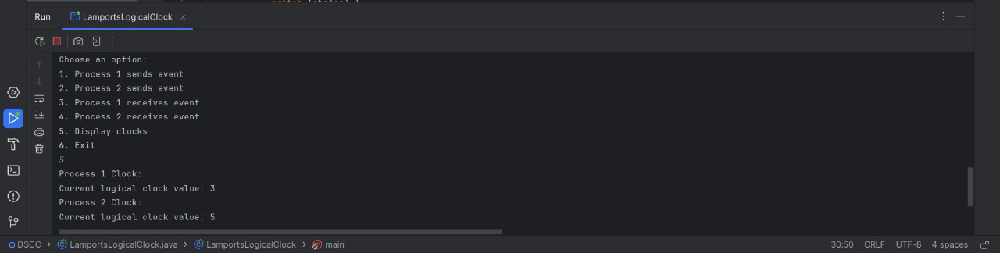 switch (choice) {
Run LamportsLogicalClock
Choose an option:
1. Process 1 sends event
2. Process 2 sends event
3. Process 1 receives event
4. Process 2 receives event
5. Display clocks
6. Exit
5
Process 1 Clock:
Current logical clock value: 3
Process 2 Clock:
Current logical clock value: 5
DSCC > LamportsLogicalClock.java > LamportsLogicalClock > main 30:50 CRLF UTF-8 4 spaces